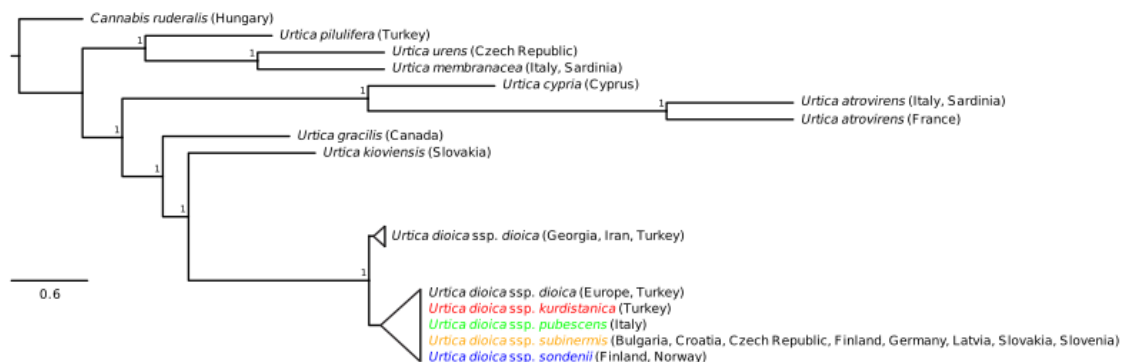 Cannabis ruderalis (Hungary)
1
Urtica pilulifera (Turkey)
1
Urtica urens (Czech Republic)
Urtica membranacea (Italy, Sardinia)
1
Urtica cypria (Cyprus)
1
Urtica atrovirens (Italy, Sardinia)
Urtica atrovirens (France)
1
Urtica gracilis (Canada)
1
Urtica kioviensis (Slovakia)
1
Urtica dioica ssp. dioica (Georgia, Iran, Turkey)
1
0.6
Urtica dioica ssp. dioica (Europe, Turkey)
Urtica dioica ssp. kurdistanica (Turkey)
Urtica dioica ssp. pubescens (Italy)
Urtica dioica ssp. subinermis (Bulgaria, Croatia, Czech Republic, Finland, Germany, Latvia, Slovakia, Slovenia)
Urtica dioica ssp. sondenii (Finland, Norway)